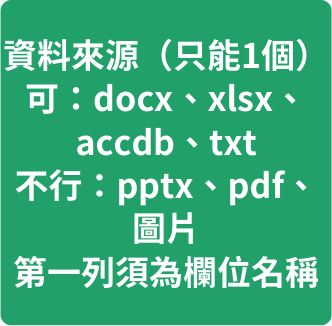 資料來源（只能1個）
可：docx、xlsx、
accdb、txt
不行：pptx、pdf、
圖片
第一列須為欄位名稱